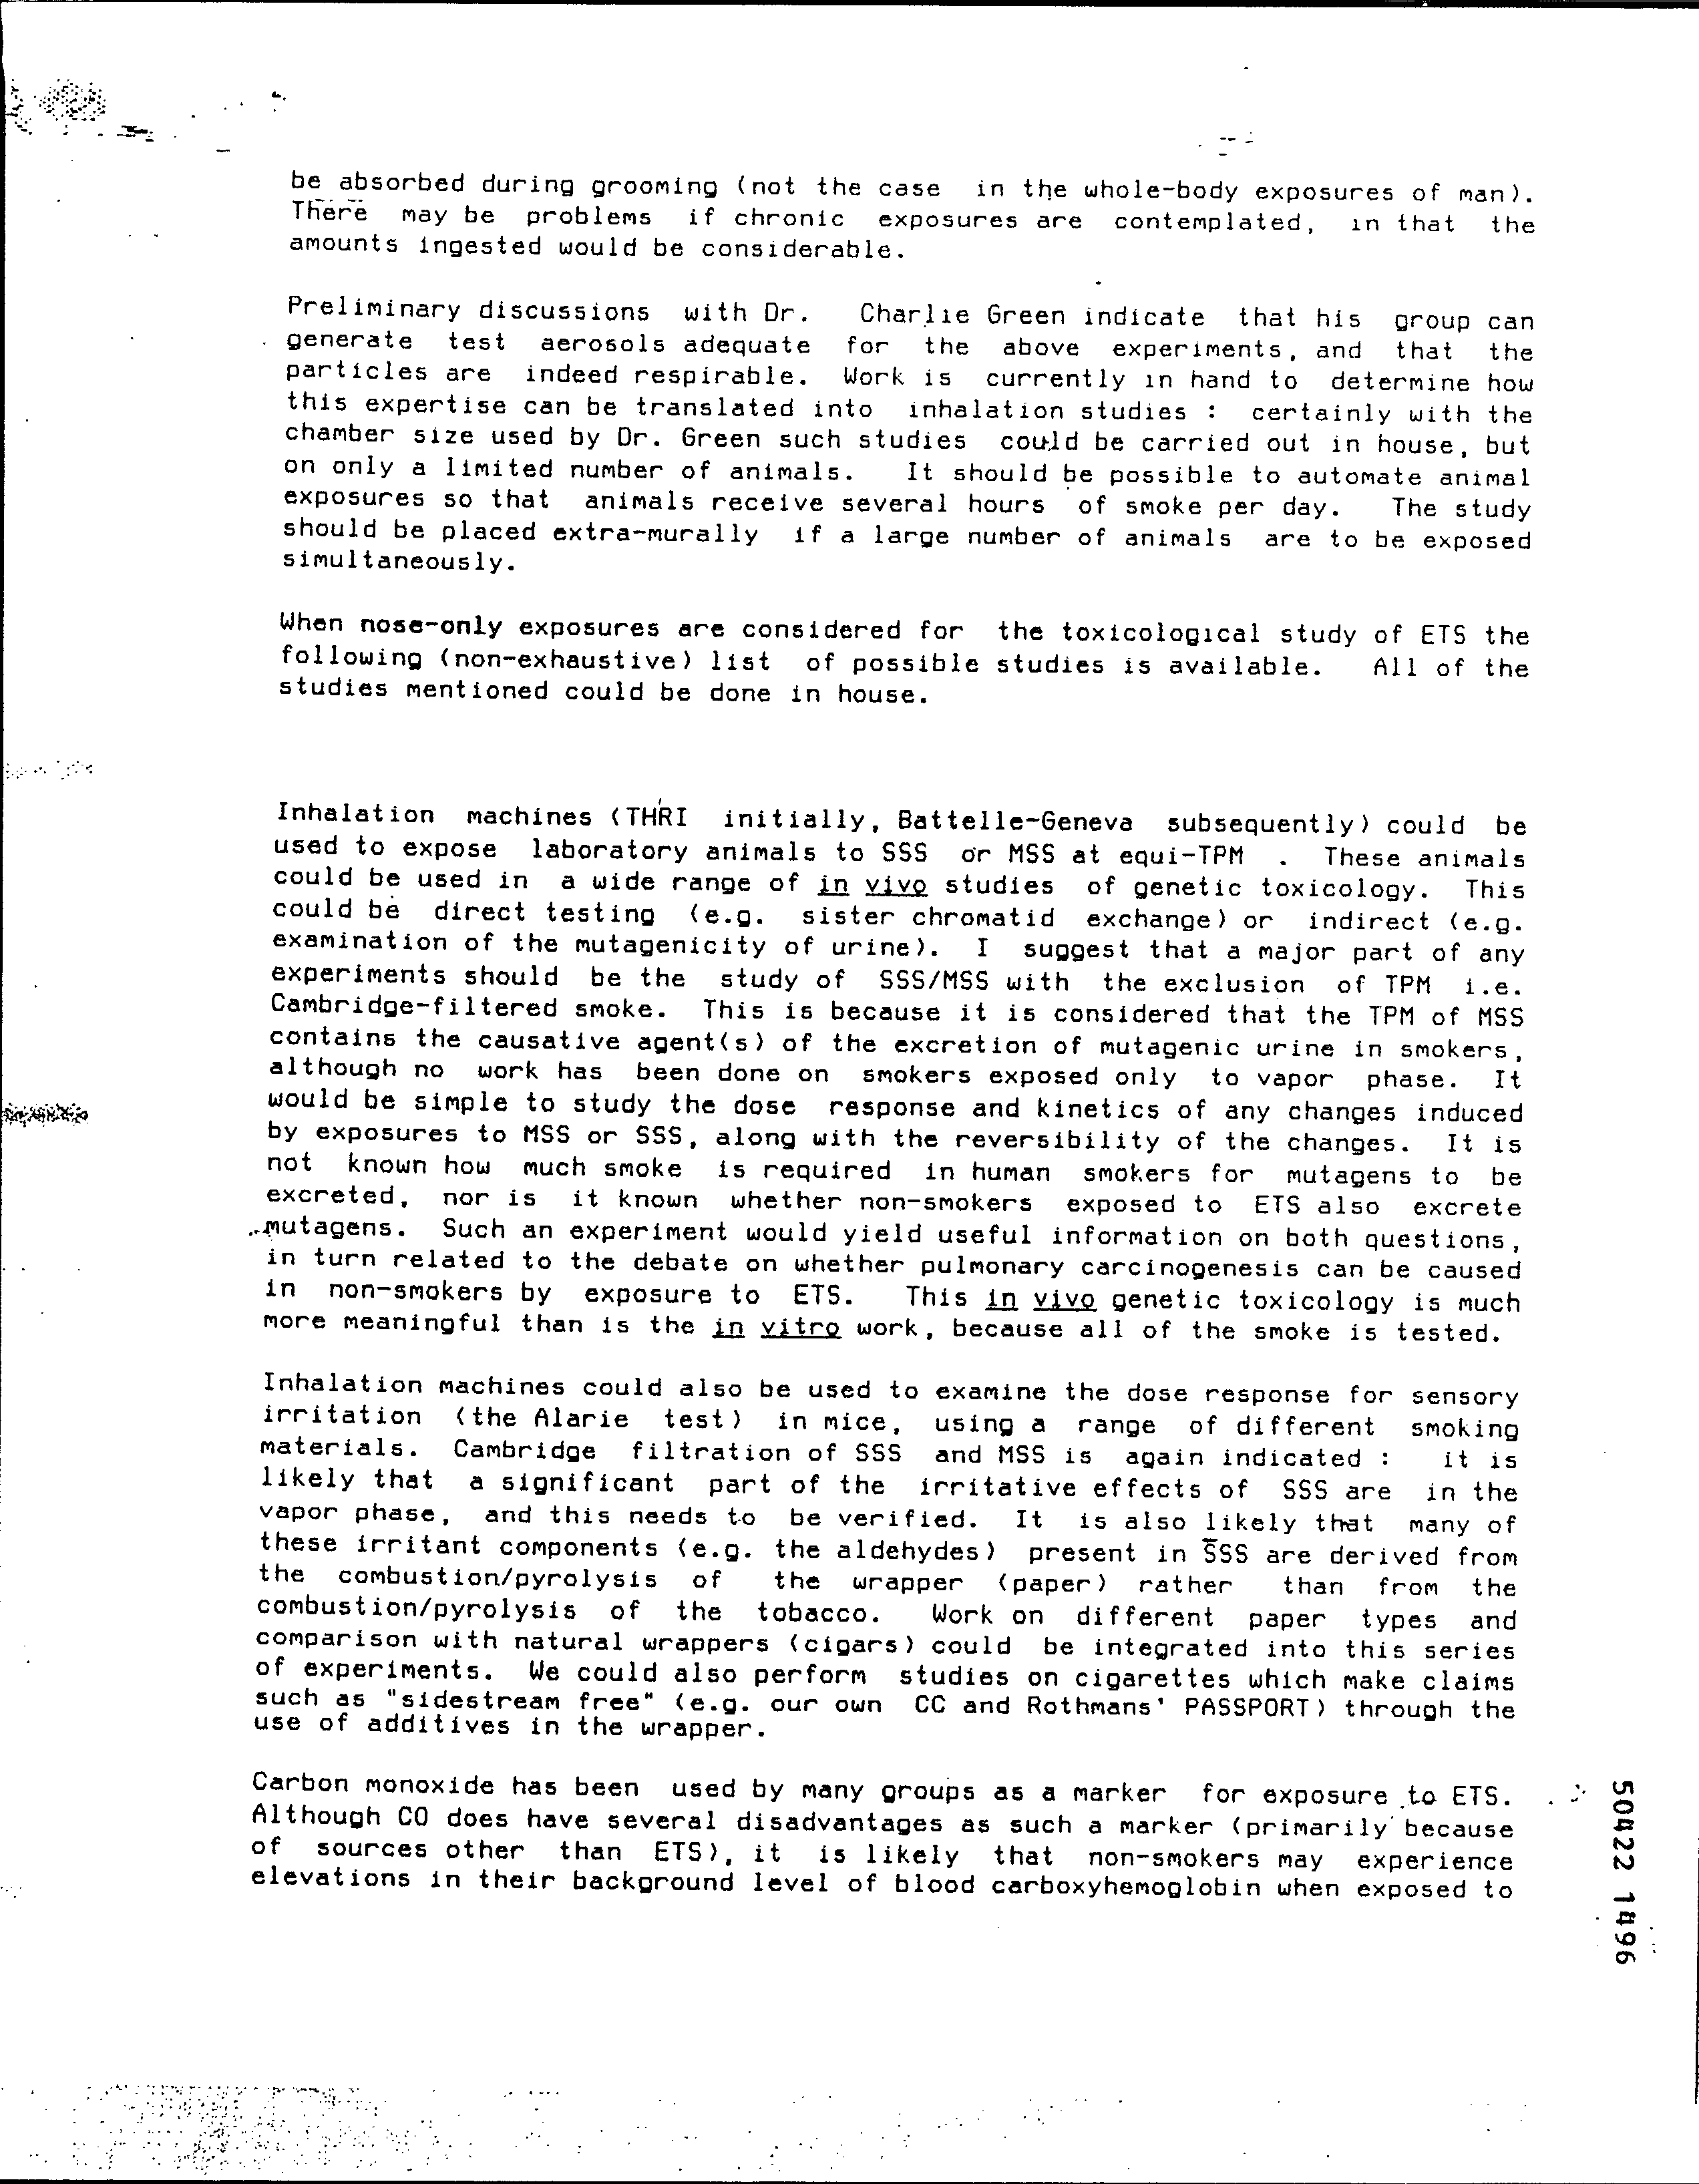 be absorbed during grooming (not the case in the whole-body exposures of man).
There may be problems if chronic exposures are contemplated, in that the
amounts ingested would be considerable.
Preliminary discussions with Dr. Charlie Green indicate that his group can
generate test aerosols adequate for the above experiments, and that the
particles are indeed respirable. Work is currently in hand to determine how
this expertise can be translated into inhalation studies : certainly with the
chamber size used by Dr. Green such studies could be carried out in house, but
on only a limited number of animals. It should be possible to automate animal
exposures so that animals receive several hours of smoke per day. The study
should be placed extra-murally if a large number of animals are to be exposed
simultaneously.
When nose-only exposures are considered for the toxicological study of ETS the
following (non-exhaustive) list of possible studies is available. All of the
studies mentioned could be done in house.
Inhalation machines (THRI initially, Battelle-Geneva subsequently) could be
used to expose laboratory animals to SSS or MSS at equi-TPM . These animals
could be used in a wide range of in vivo studies of genetic toxicology. This
could be direct testing (e.g. sister chromatid exchange) or indirect (e.g.
examination of the mutagenicity of urine). I suggest that a major part of any
experiments should be the study of SSS/MSS with the exclusion of TPM i.e.
Cambridge-filtered smoke. This is because it is considered that the TPM of MSS
contains the causative agent(s) of the excretion of mutagenic urine in smokers,
although no work has been done on smokers exposed only to vapor phase. It
would be simple to study the dose response and kinetics of any changes induced
by exposures to MSS or SSS, along with the reversibility of the changes. It is
not known how much smoke is required in human smokers for mutagens to be
excreted, nor is it known whether non-smokers exposed to ETS also excrete
mutagens. Such an experiment would yield useful information on both questions,
in turn related to the debate on whether pulmonary carcinogenesis can be caused
in non-smokers by exposure to ETS. This in vivo genetic toxicology is much
more meaningful than is the in vitro work, because all of the smoke is tested.
Inhalation machines could also be used to examine the dose response for sensory
irritation (the Alarie test) in mice, using a range of different smoking
materials. Cambridge filtration of SSS and MSS is again indicated : it is
likely that a significant part of the irritative effects of SSS are in the
vapor phase, and this needs to be verified. It is also likely that many of
these irritant components (e.g. the aldehydes) present in SSS are derived from
the combustion/pyrolysis of the wrapper (paper) rather than from the
combustion/pyrolysis of the tobacco. Work on different paper types and
comparison with natural wrappers (cigars) could be integrated into this series
of experiments. We could also perform studies on cigarettes which make claims
such as "sidestream free" (e.g. our own CC and Rothmans' PASSPORT) through the
use of additives in the wrapper.
Carbon monoxide has been used by many groups as a marker for exposure to ETS.
Although CO does have several disadvantages as such a marker (primarily because
of sources other than ETS), it is likely that non-smokers may experience
elevations in their background level of blood carboxyhemoglobin when exposed to
50422 1496